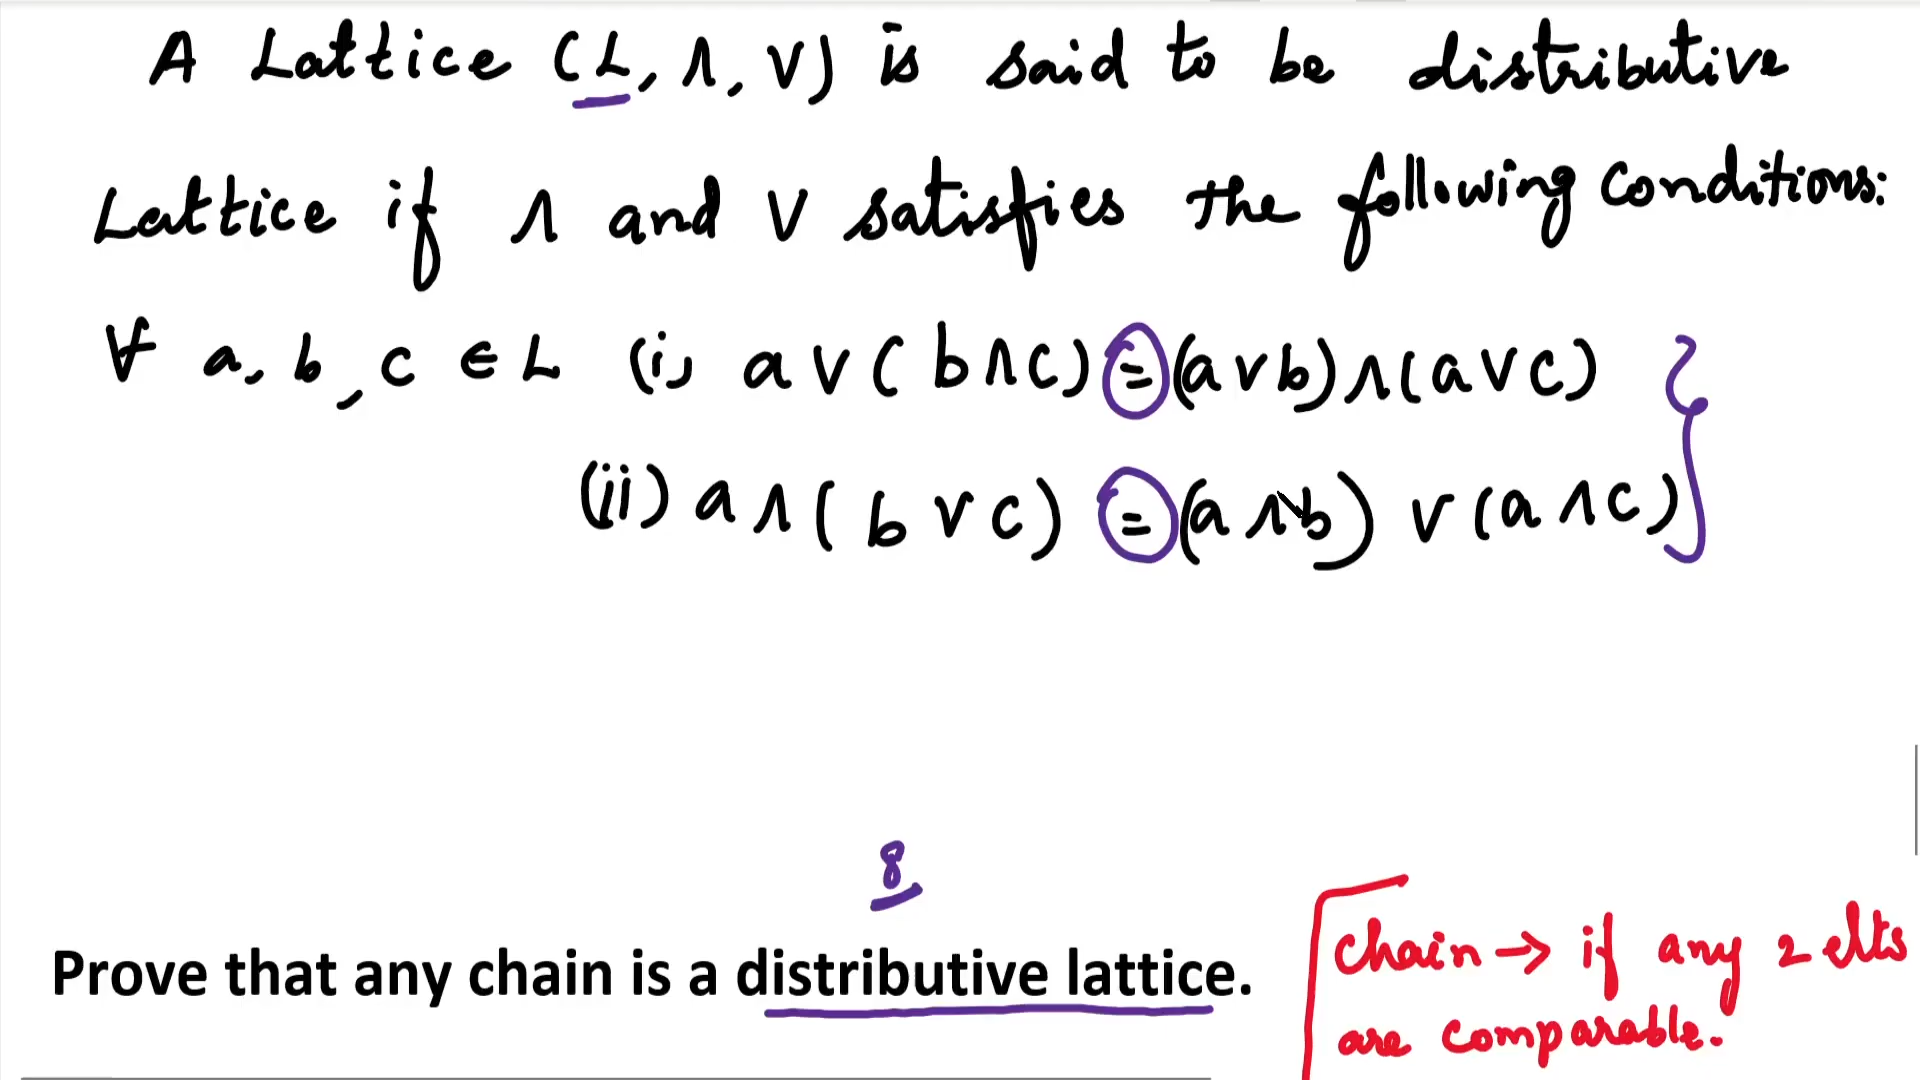 A Lattice (L, ∧, ∨) is said to be distributive
Lattice if ∧ and ∨ satisfies the following conditions:
∀ a, b, c ∈ L (i) a ∨ (b ∧ c) = (a ∨ b) ∧ (a ∨ c)
(ii) a ∧ (b ∨ c) = (a ∧ b) ∨ (a ∧ c)
8
Prove that any chain is a distributive lattice.
chain → if any 2 elts
are comparable.